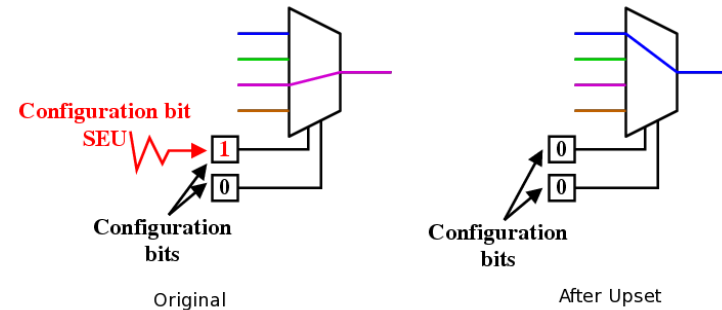 Configuration bit
SEU
1
0
Configuration
bits
Original
0
0
Configuration
bits
After Upset